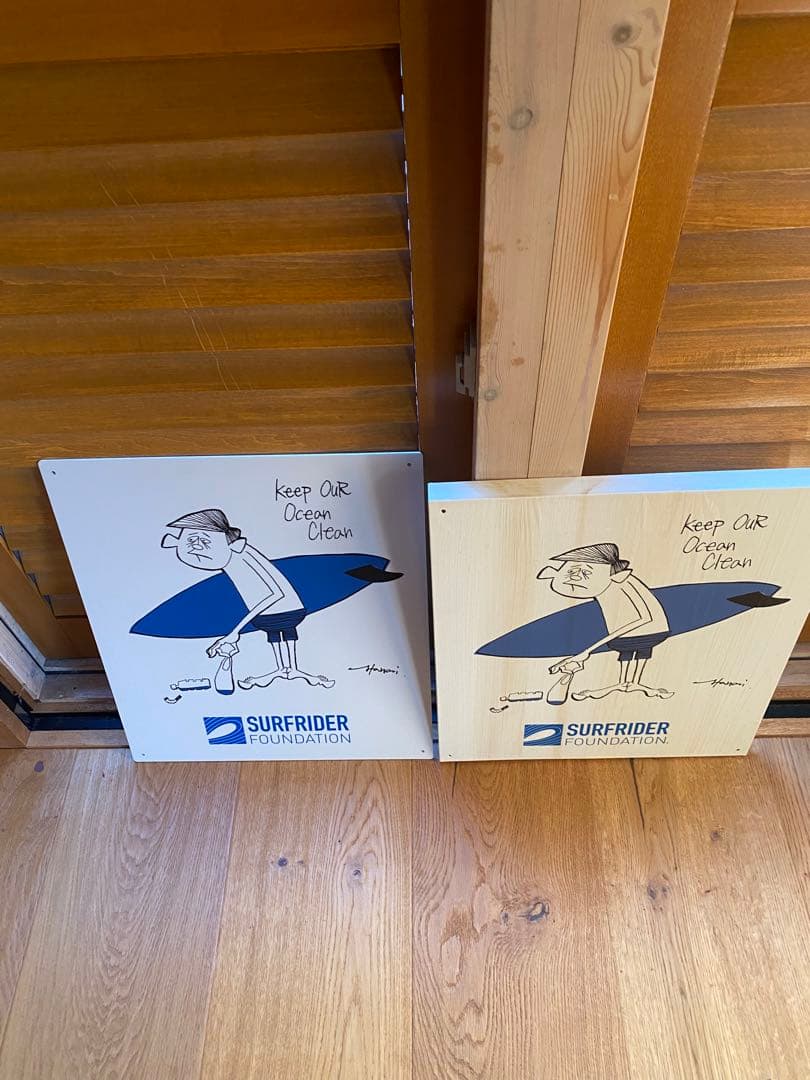 Keep OuR
Ocean
Clean
SURFRIDER
FOUNDATION
Keep OuR
Ocean
Clean
SURFRIDER
FOUNDATION.